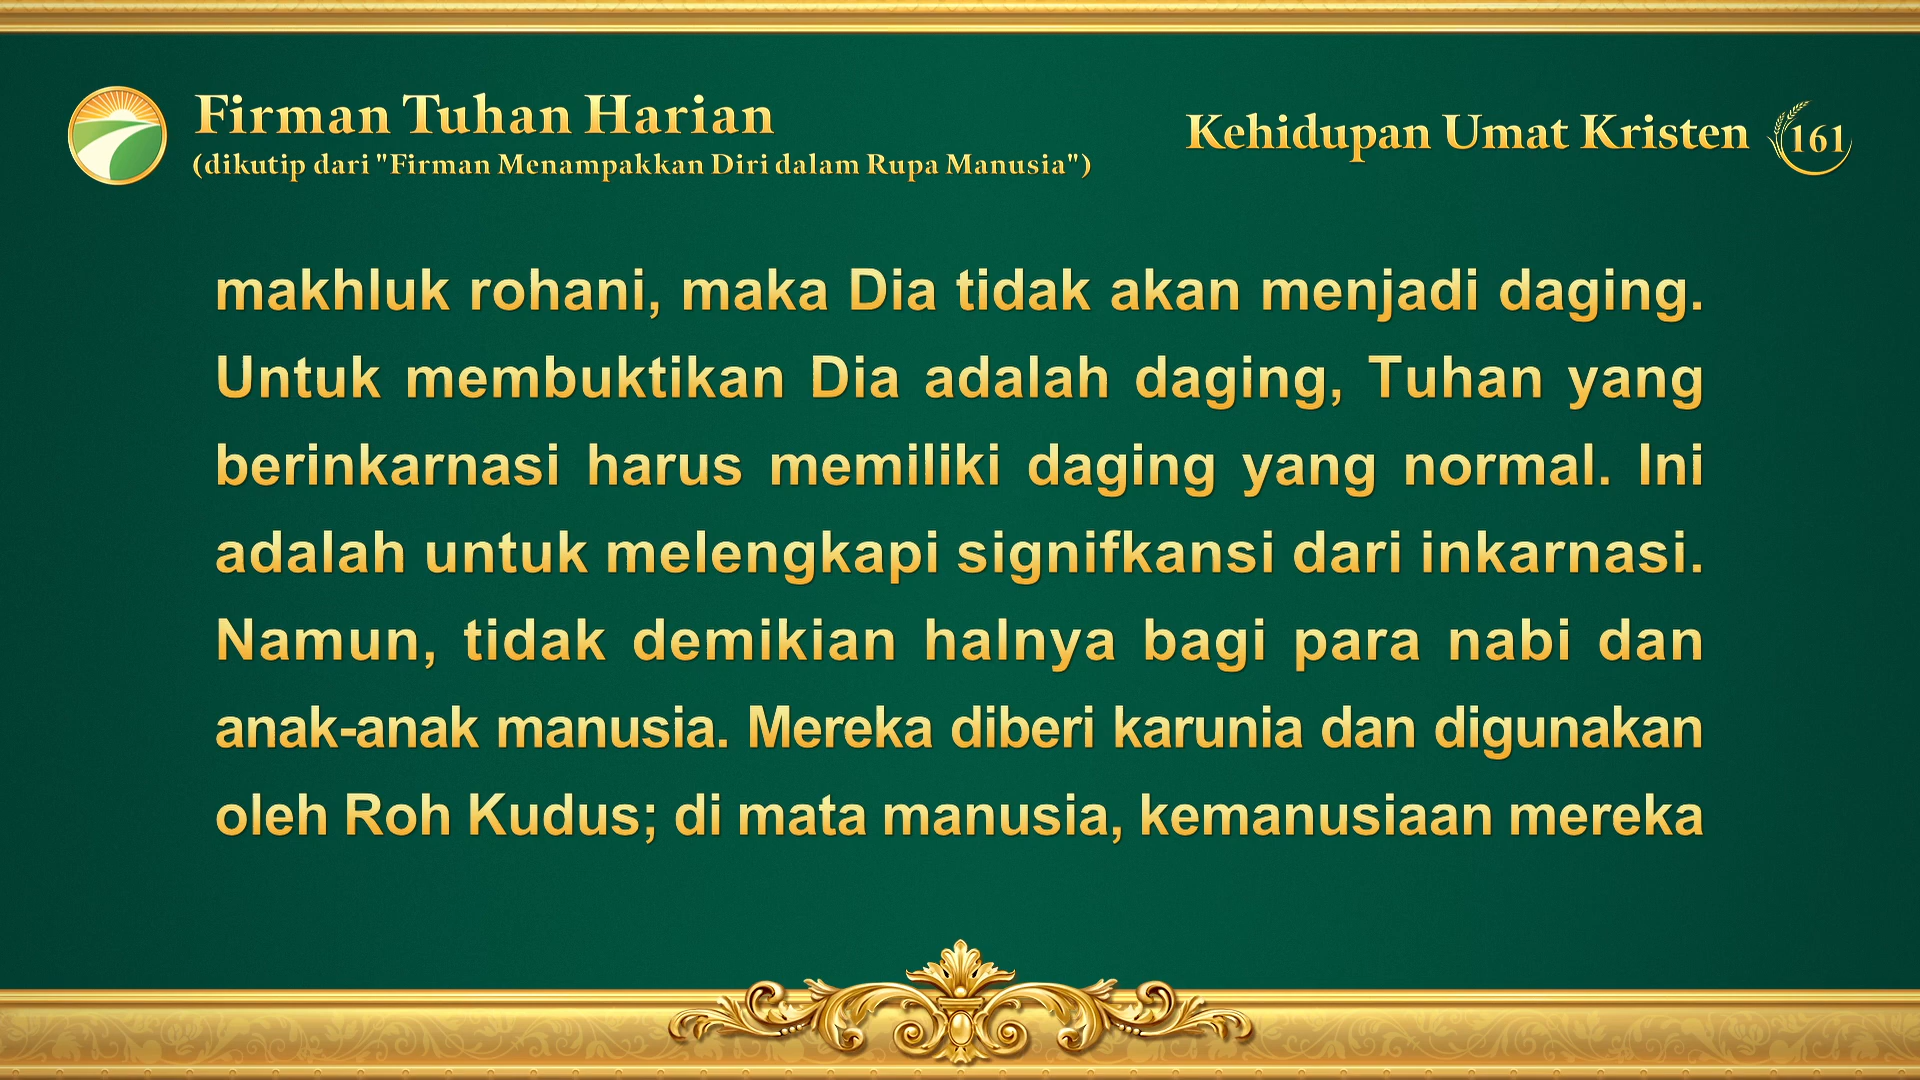 Firman Tuhan Harian
(dikutip dari "Firman Menampakkan Diri dalam Rupa Manusia")
Kehidupan Umat Kristen 161
makhluk rohani, maka Dia tidak akan menjadi daging.
Untuk membuktikan Dia adalah daging, Tuhan yang
berinkarnasi harus memiliki daging yang normal. Ini
adalah untuk melengkapi signifkansi dari inkarnasi.
Namun, tidak demikian halnya bagi para nabi dan
anak-anak manusia. Mereka diberi karunia dan digunakan
oleh Roh Kudus; di mata manusia, kemanusiaan mereka